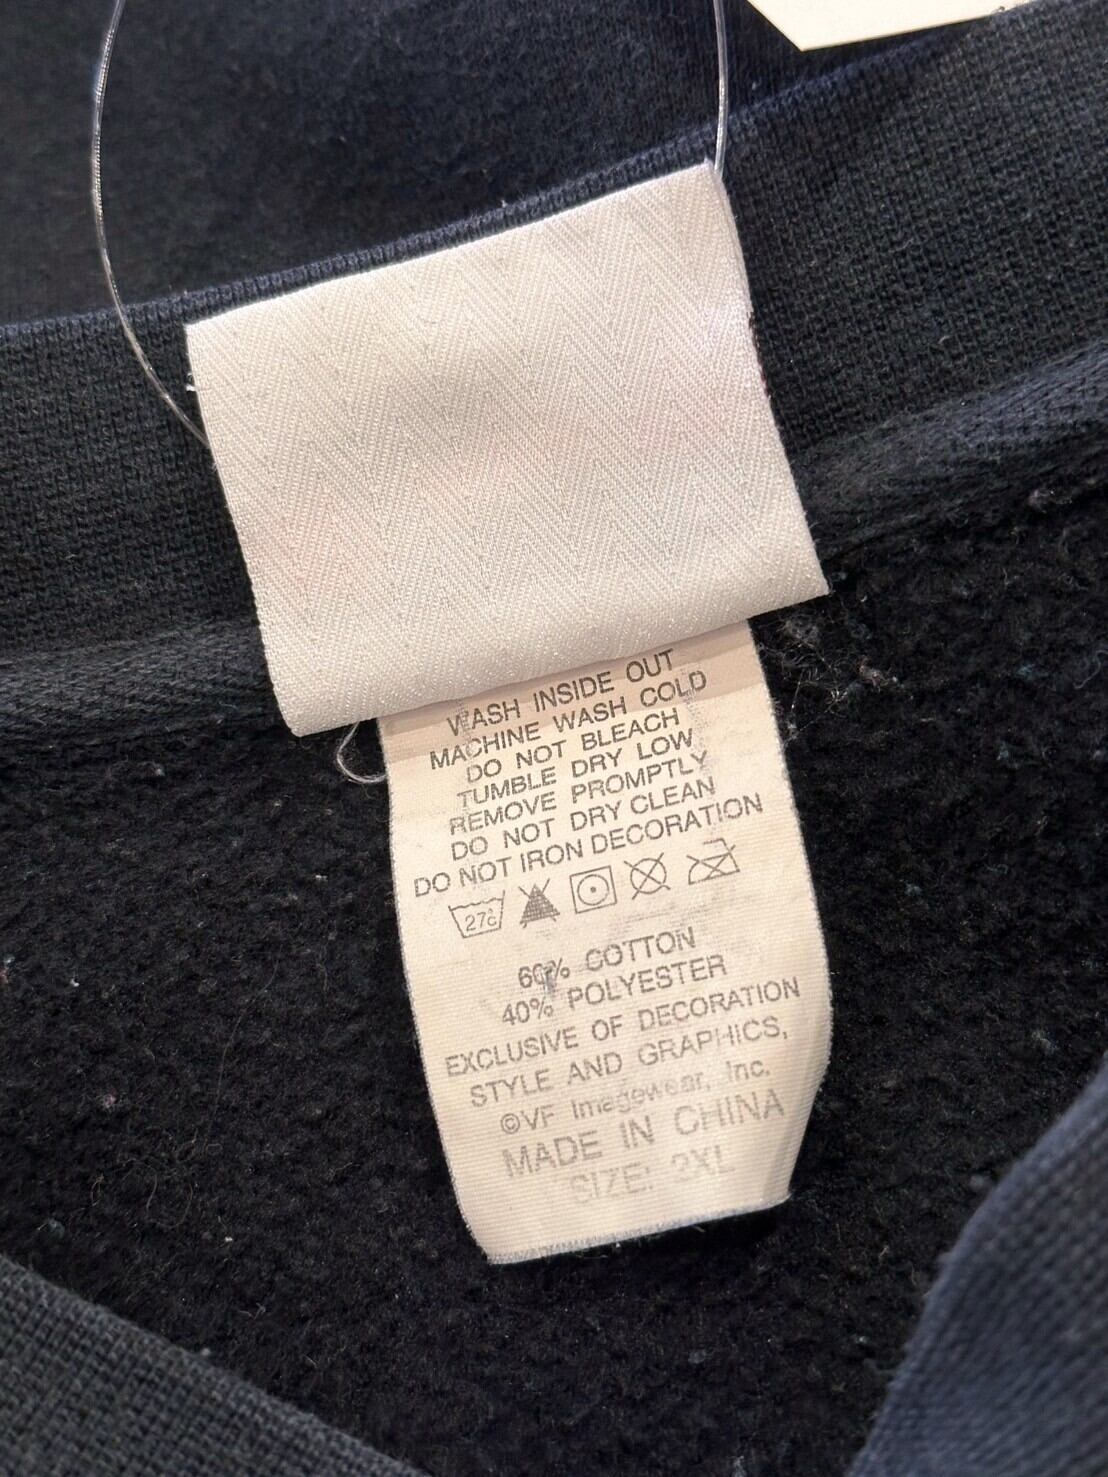 WASH INSIDE OUT
MACHINE WASH COLD
DO NOT BLEACH
TUMBLE DRY LOW
REMOVE PROMPTLY
DO NOT DRY CLEAN
DO NOT IRON DECORATION
27c
60% COTTON
40% POLYESTER
EXCLUSIVE OF DECORATION
STYLE AND GRAPHICS,
©VF Imagewear, Inc.
MADE IN CHINA
SIZE: 2XL